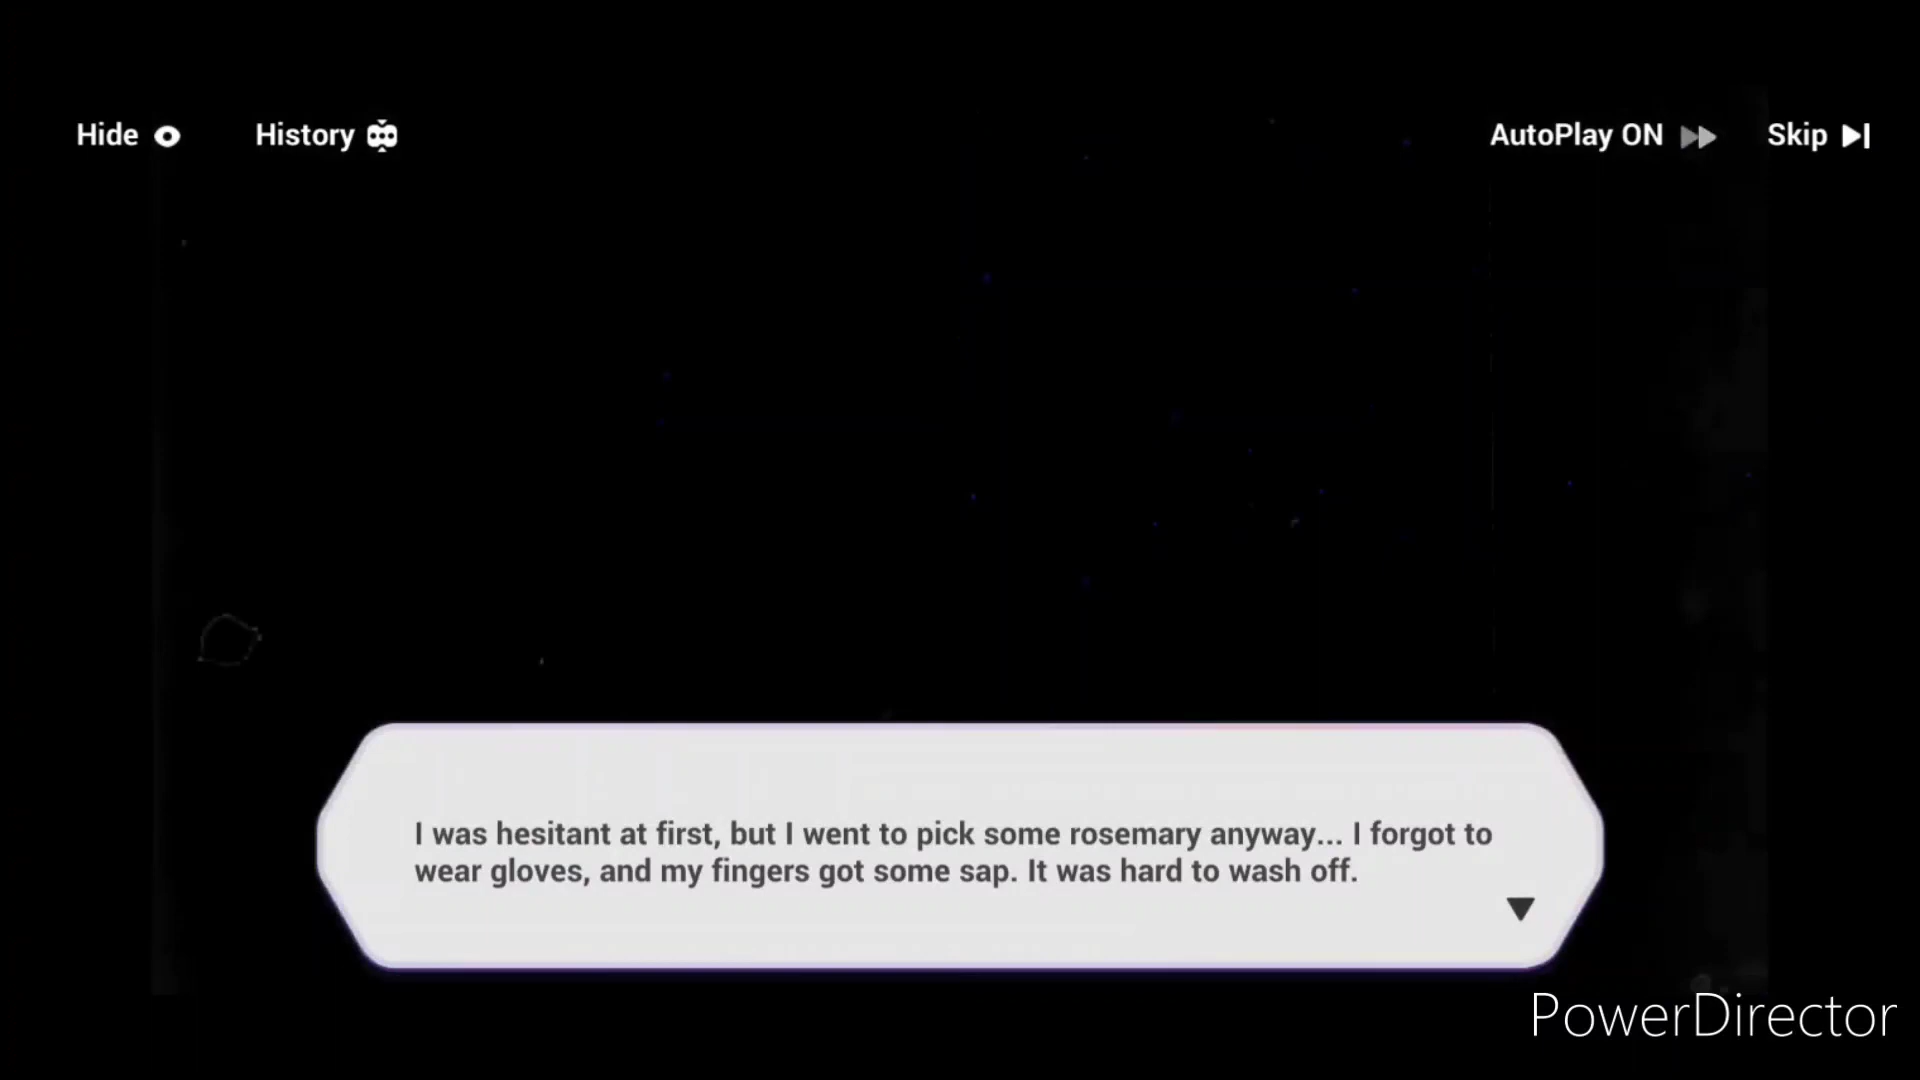 Hide
History
AutoPlay ON
Skip
I was hesitant at first, but I went to pick some rosemary anyway... I forgot to
wear gloves, and my fingers got some sap. It was hard to wash off.
PowerDirector